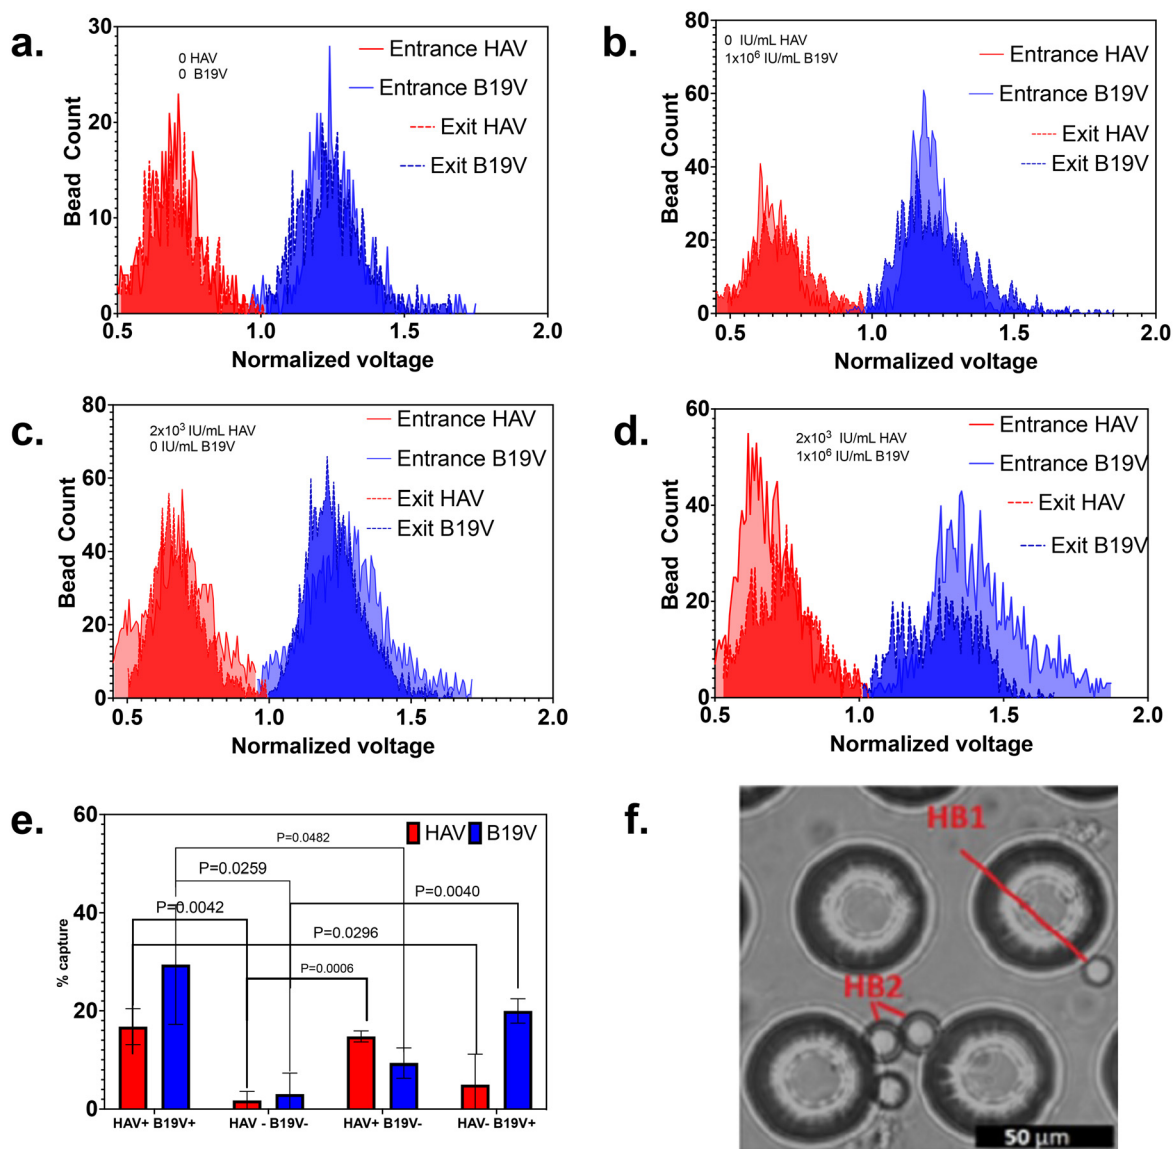 a.
30
20
10
0
Bead Count
0 HAV
0 B19V
Entrance HAV
Entrance B19V
Exit HAV
Exit B19V
0.5 1.0 1.5 2.0
Normalized voltage
b.
80
60
40
20
0
Bead Count
0 IU/mL HAV
1x10⁶ IU/mL B19V
Entrance HAV
Entrance B19V
Exit HAV
Exit B19V
0.5 1.0 1.5 2.0
Normalized voltage
c.
80
60
40
20
0
Bead Count
2x10³ IU/mL HAV
0 IU/mL B19V
Entrance HAV
Entrance B19V
Exit HAV
Exit B19V
0.5 1.0 1.5 2.0
Normalized voltage
d.
60
40
20
0
Bead Count
2x10³ IU/mL HAV
1x10⁶ IU/mL B19V
Entrance HAV
Entrance B19V
Exit HAV
Exit B19V
0.5 1.0 1.5 2.0
Normalized voltage
e.
60
40
20
0
% capture
HAV B19V
P=0.0482
P=0.0259
P=0.0040
P=0.0042
P=0.0296
P=0.0006
HAV+ B19V+ HAV - B19V- HAV+ B19V- HAV- B19V+
f.
HB1
HB2
50 µm